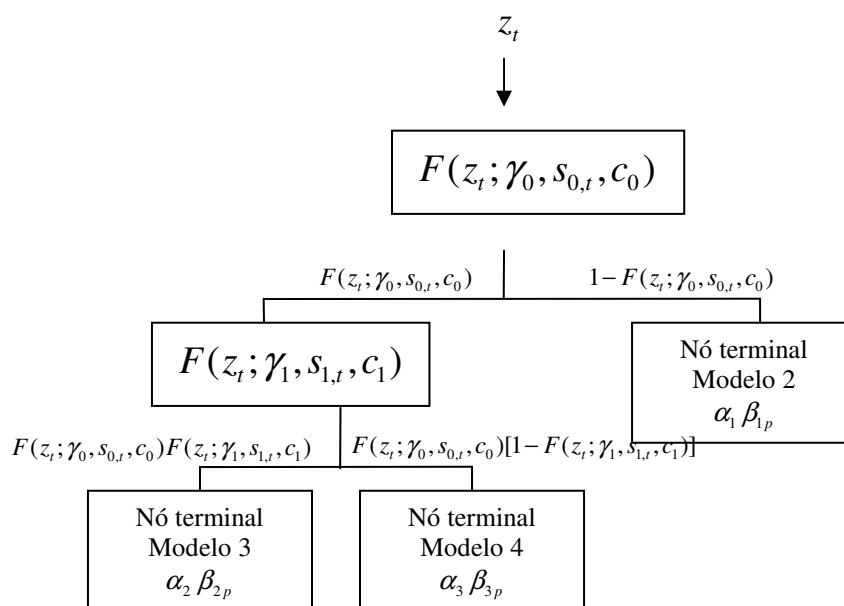 z_t
F(z_t; γ_0, s_{0,t}, c_0)
F(z_t; γ_0, s_{0,t}, c_0)
1 − F(z_t; γ_0, s_{0,t}, c_0)
F(z_t; γ_1, s_{1,t}, c_1)
Nó terminal
Modelo 2
α_1 β_{1p}
F(z_t; γ_0, s_{0,t}, c_0)F(z_t; γ_1, s_{1,t}, c_1)
F(z_t; γ_0, s_{0,t}, c_0)[1 − F(z_t; γ_1, s_{1,t}, c_1)]
Nó terminal
Modelo 3
α_2 β_{2p}
Nó terminal
Modelo 4
α_3 β_{3p}